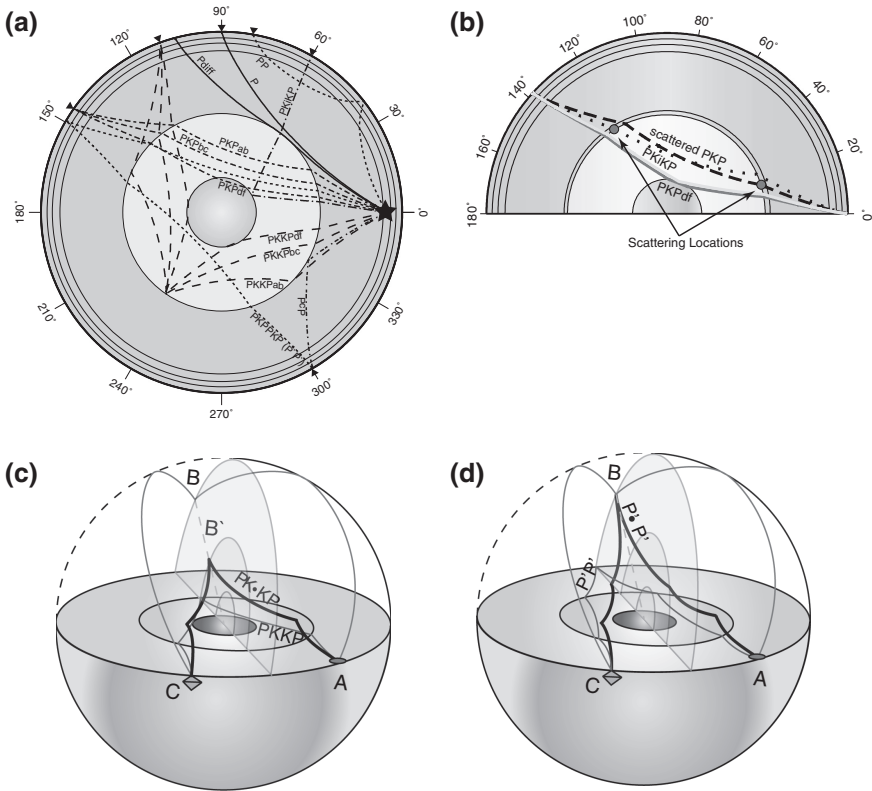 (a)
90°
120°
60°
150°
30°
180°
0°
210°
330°
240°
300°
270°
Pdiff
P
PP
PKiKP
PKPab
PKPbc
PKPdf
PKKPdf
PKKPbc
PKKPab
PcP
(b)
100°
80°
120°
60°
140°
40°
160°
20°
180°
0°
scattered PKP
PKiKP
PKPdf
Scattering Locations
(c)
B
B`
PK•KP
PKKP
C
A
(d)
B
P'•P'
P'P'
C
A